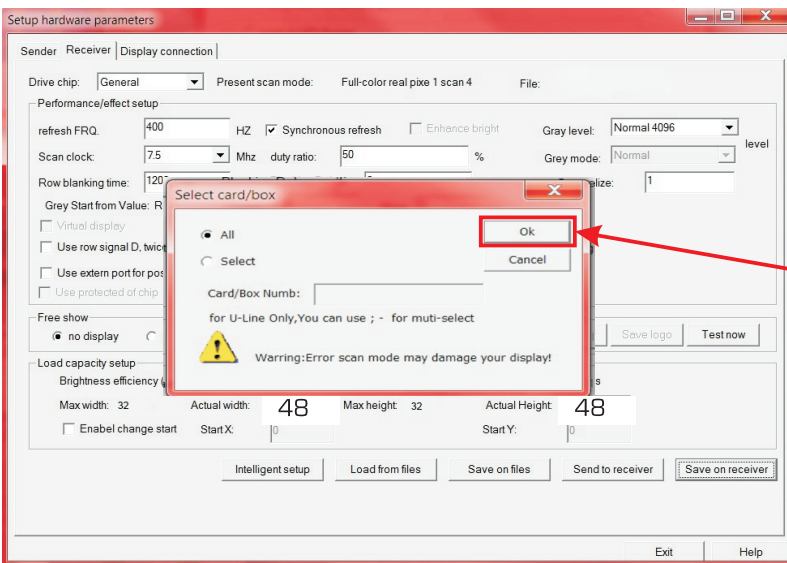 Setup hardware parameters
Sender Receiver Display connection
Drive chip: General Present scan mode: Full-color real pixe 1 scan 4 File:
Performance/effect setup
refresh FRQ. 400 HZ Synchronous refresh Enhance bright Gray level: Normal 4096 level
Scan clock: 7.5 Mhz duty ratio: 50 % Grey mode: Normal
Row blanking time: 1 1
Grey Start from Value: R
Select card/box
Virtual display
All Ok
Use row signal D, twice
Select Cancel
Use extern port for pos
Use protected of chip
Card/Box Numb:
for U-Line Only,You can use ; - for muti-select
Free show
no display Save logo Test now
Warring:Error scan mode may damage your display!
Load capacity setup
Brightness efficiency s
Max width: 32 Actual width: 48 Max height: 32 Actual Height: 48
Enabel change start Start X: 0 Start Y: 0
Intelligent setup Load from files Save on files Send to receiver Save on receiver
Exit Help